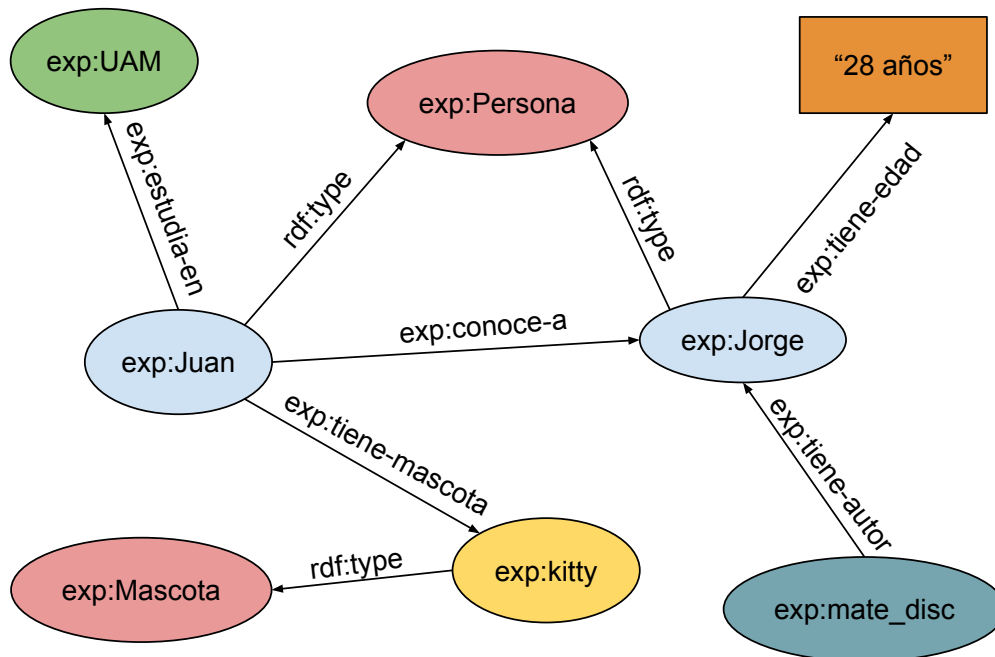 exp:UAM
"28 años"
exp:Persona
exp:estudia-en
rdf:type
rdf:type
exp:tiene-edad
exp:conoce-a
exp:Juan
exp:Jorge
exp:tiene-mascota
exp:tiene-autor
rdf:type
exp:Mascota
exp:kitty
exp:mate_disc